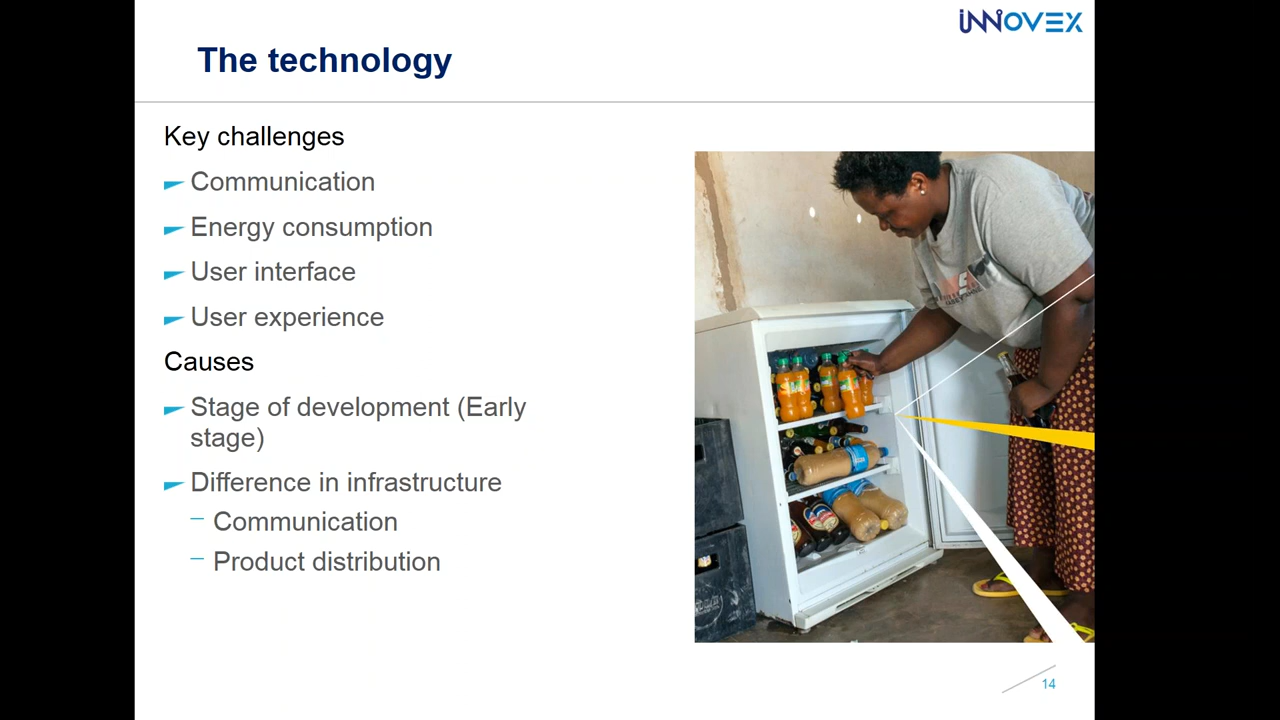 INNOVEX
The technology
Key challenges
Communication
Energy consumption
User interface
User experience
Causes
Stage of development (Early
stage)
Difference in infrastructure
Communication
Product distribution
14